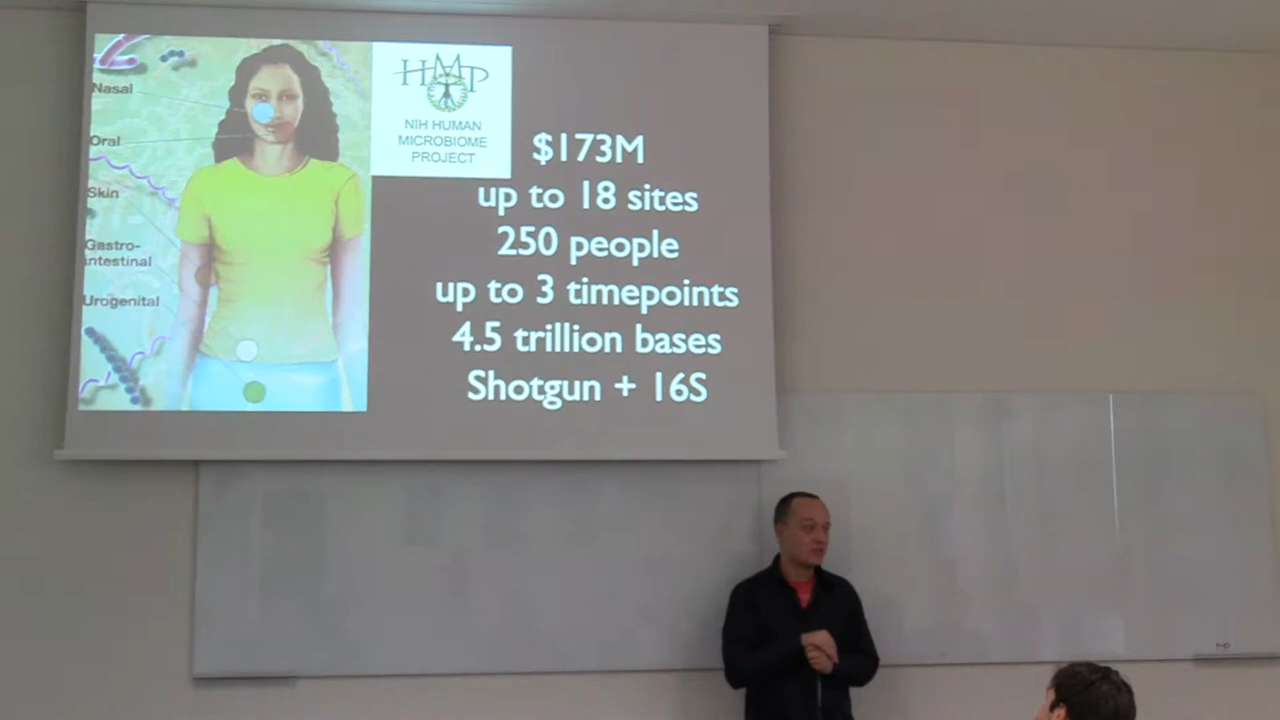 Nasal
Oral
Skin
Gastro-
intestinal
Urogenital
HMP
NIH HUMAN
MICROBIOME
PROJECT
$173M
up to 18 sites
250 people
up to 3 timepoints
4.5 trillion bases
Shotgun + 16S